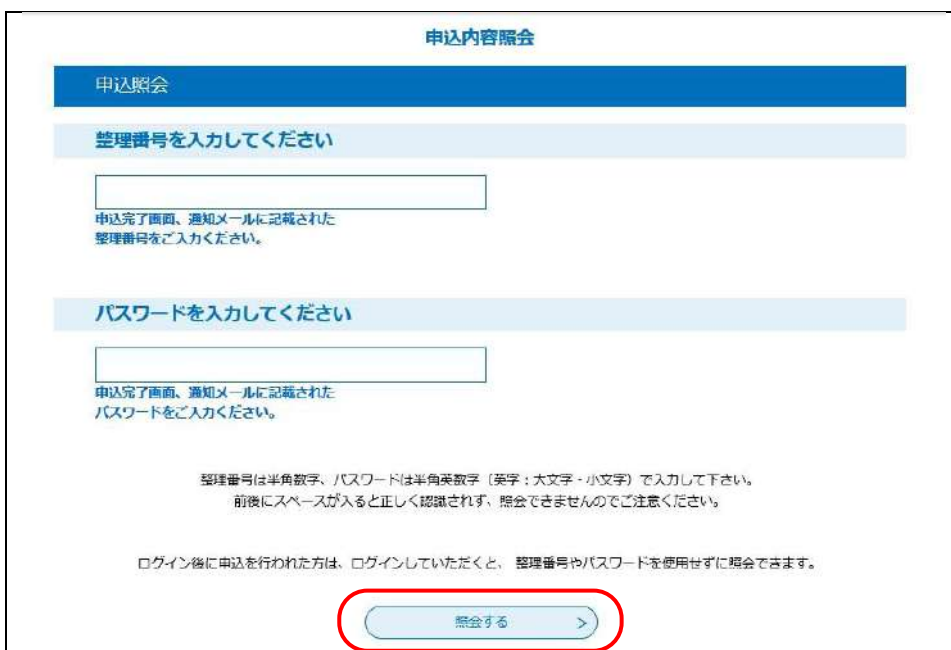 申込内容照会
申込照会
整理番号を入力してください
申込完了画面、通知メールに記載された
整理番号をご入力ください。
パスワードを入力してください
申込完了画面、通知メールに記載された
パスワードをご入力ください。
整理番号は半角数字、パスワードは半角英数字（英字：大文字・小文字）で入力して下さい。
前後にスペースが入ると正しく認識されず、照会できませんのでご注意ください。
ログイン後に申込を行われた方は、ログインしていただくと、 整理番号やパスワードを使用せずに照会できます。
照会する >